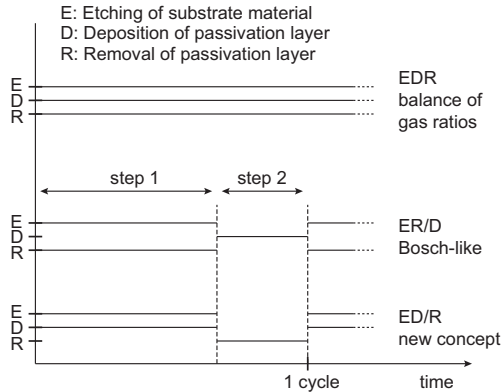 E: Etching of substrate material
D: Deposition of passivation layer
R: Removal of passivation layer
E
D
R
EDR
balance of
gas ratios
step 1
step 2
E
D
R
ER/D
Bosch-like
E
D
R
ED/R
new concept
1 cycle
time